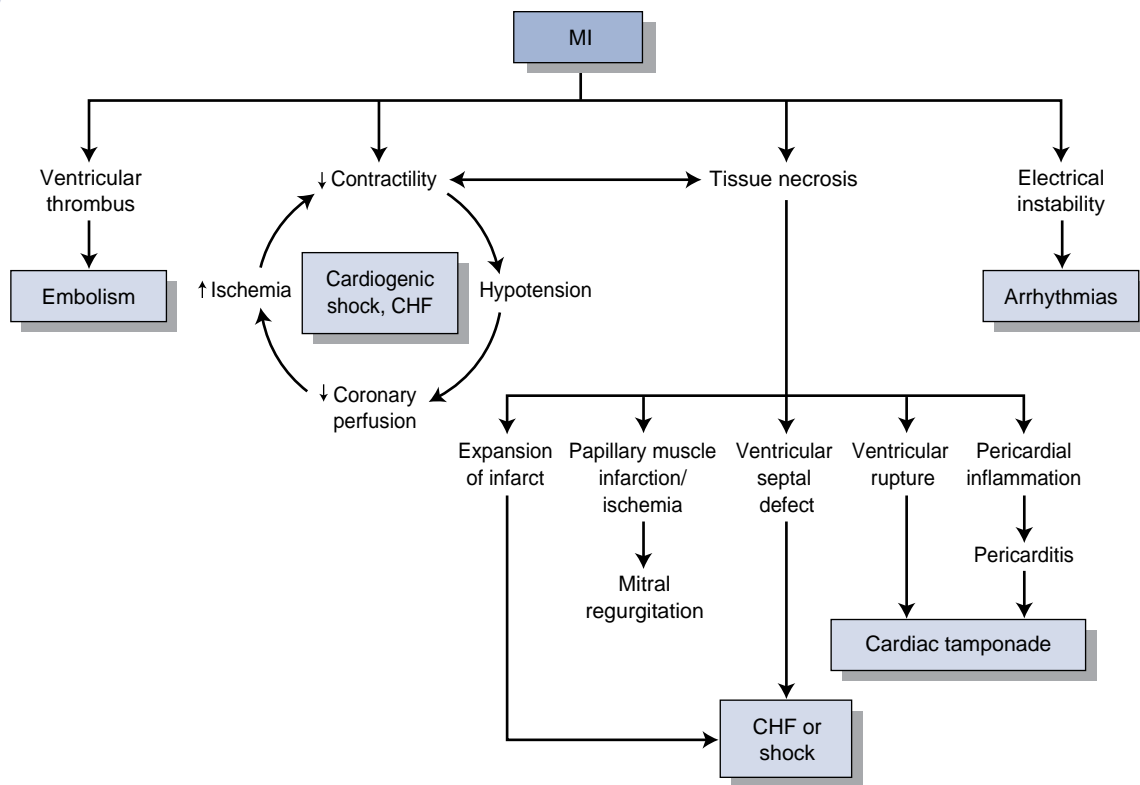 MI
Ventricular
thrombus
↓ Contractility
Tissue necrosis
Electrical
instability
Embolism
↑ Ischemia
Cardiogenic
shock, CHF
Hypotension
Arrhythmias
↓ Coronary
perfusion
Expansion
of infarct
Papillary muscle
infarction/
ischemia
Ventricular
septal
defect
Ventricular
rupture
Pericardial
inflammation
Mitral
regurgitation
Pericarditis
Cardiac tamponade
CHF or
shock